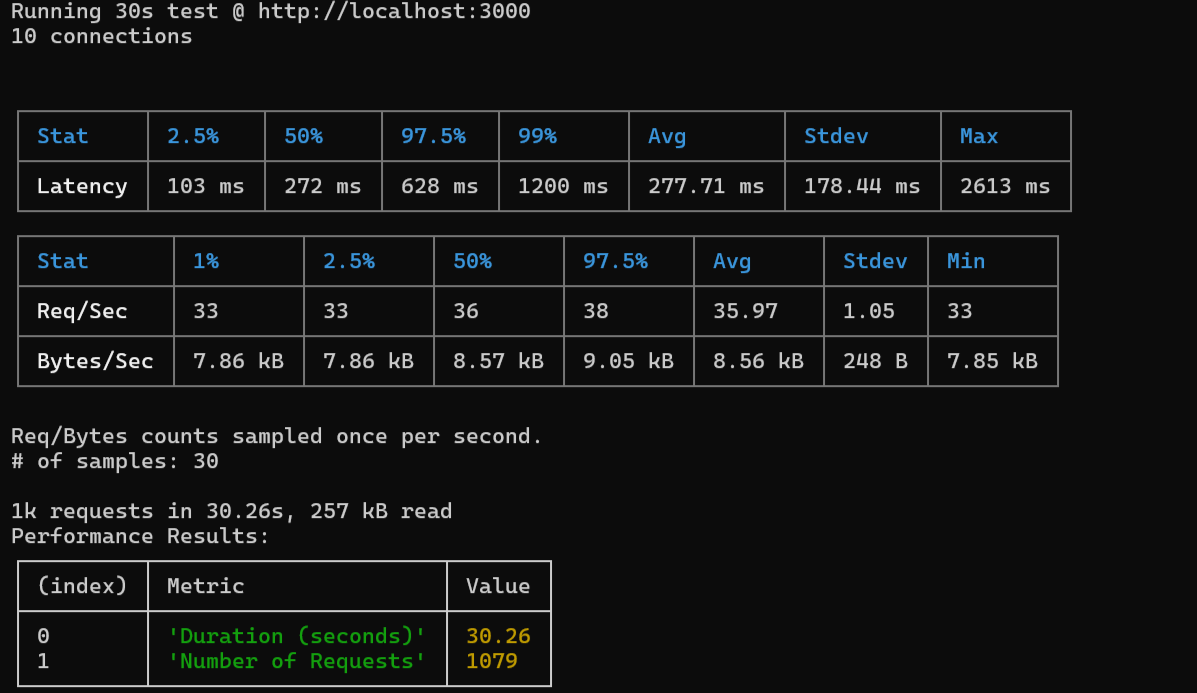 Running 30s test @ http://localhost:3000
10 connections
Stat 2.5% 50% 97.5% 99% Avg Stdev Max
Latency 103 ms 272 ms 628 ms 1200 ms 277.71 ms 178.44 ms 2613 ms
Stat 1% 2.5% 50% 97.5% Avg Stdev Min
Req/Sec 33 33 36 38 35.97 1.05 33
Bytes/Sec 7.86 kB 7.86 kB 8.57 kB 9.05 kB 8.56 kB 248 B 7.85 kB
Req/Bytes counts sampled once per second.
# of samples: 30
1k requests in 30.26s, 257 kB read
Performance Results:
(index) Metric Value
0 'Duration (seconds)' 30.26
1 'Number of Requests' 1079